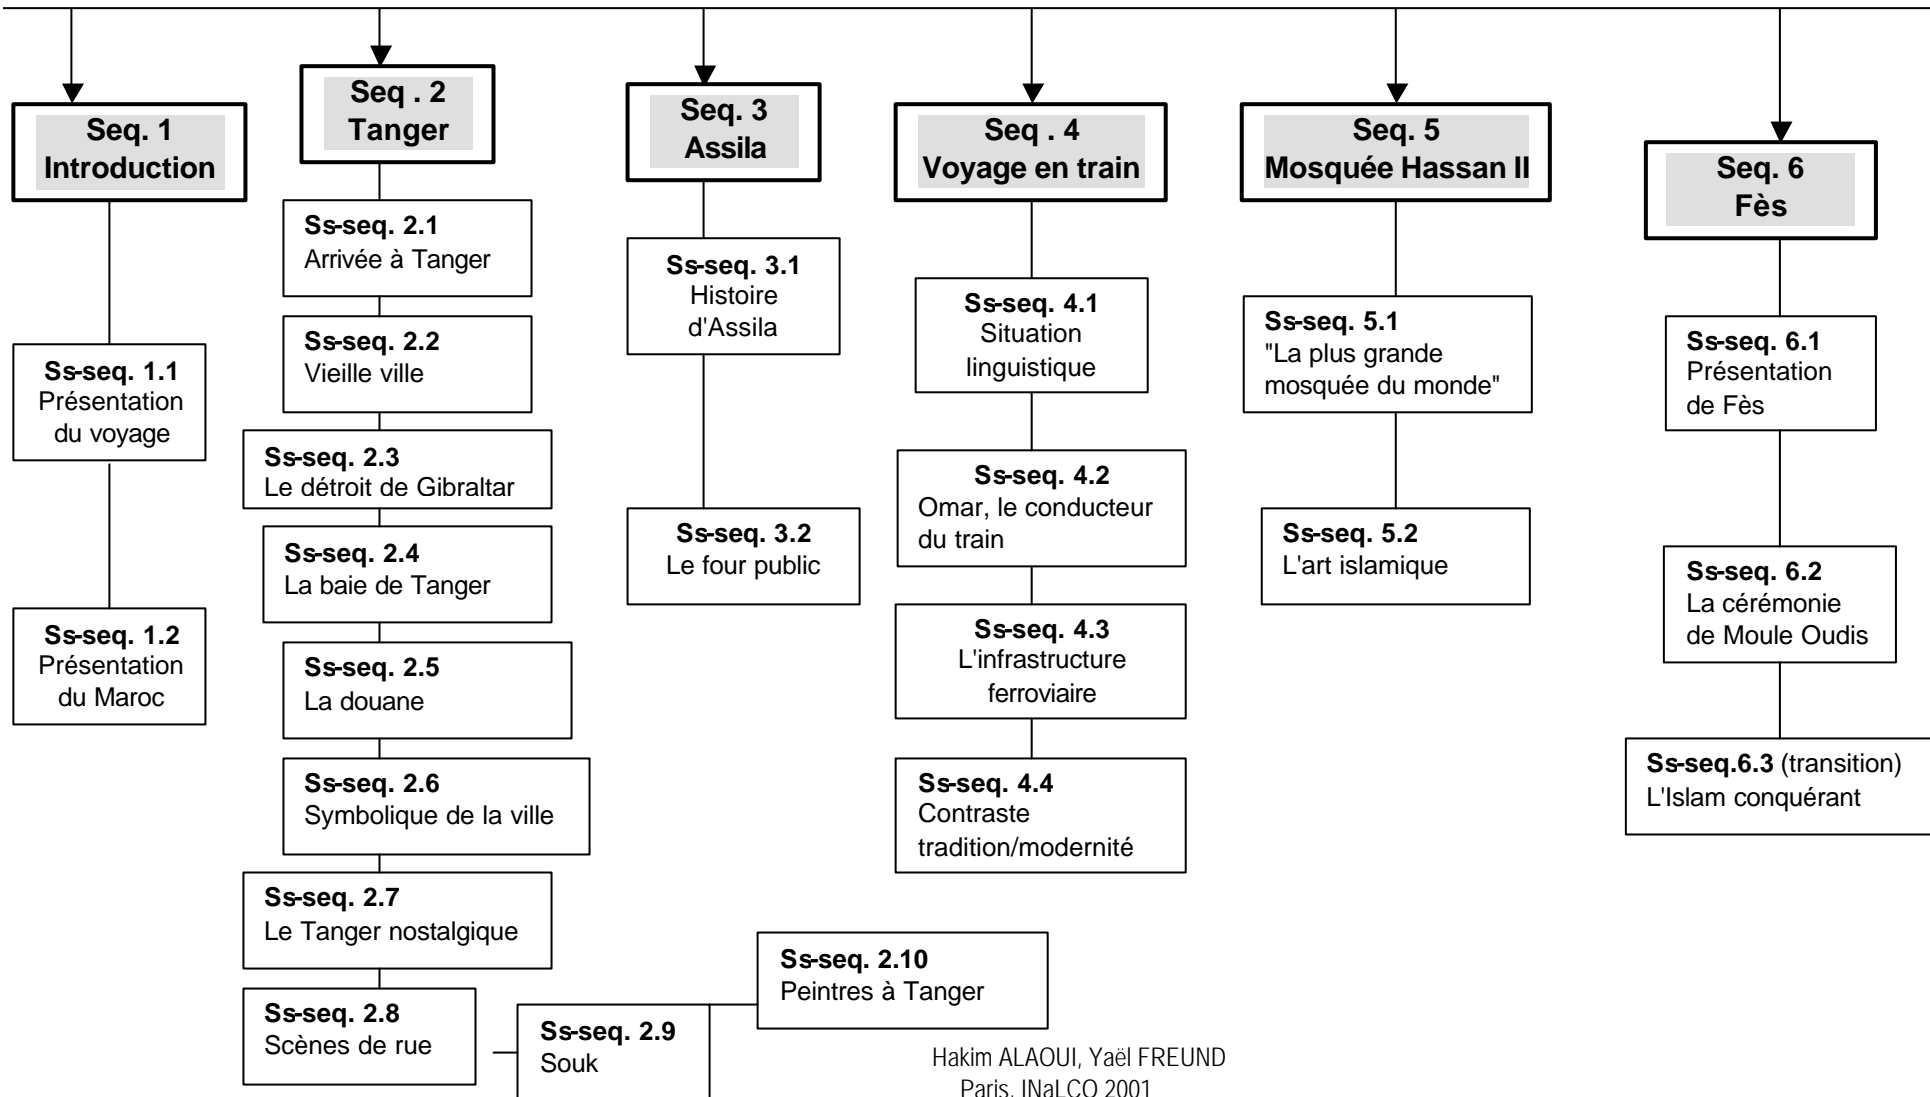 Seq. 1
Introduction
Ss-seq. 1.1
Présentation
du voyage
Ss-seq. 1.2
Présentation
du Maroc
Seq . 2
Tanger
Ss-seq. 2.1
Arrivée à Tanger
Ss-seq. 2.2
Vieille ville
Ss-seq. 2.3
Le détroit de Gibraltar
Ss-seq. 2.4
La baie de Tanger
Ss-seq. 2.5
La douane
Ss-seq. 2.6
Symbolique de la ville
Ss-seq. 2.7
Le Tanger nostalgique
Ss-seq. 2.8
Scènes de rue
Ss-seq. 2.9
Souk
Ss-seq. 2.10
Peintres à Tanger
Seq. 3
Assila
Ss-seq. 3.1
Histoire
d'Assila
Ss-seq. 3.2
Le four public
Seq . 4
Voyage en train
Ss-seq. 4.1
Situation
linguistique
Ss-seq. 4.2
Omar, le conducteur
du train
Ss-seq. 4.3
L'infrastructure
ferroviaire
Ss-seq. 4.4
Contraste
tradition/modernité
Seq. 5
Mosquée Hassan II
Ss-seq. 5.1
"La plus grande
mosquée du monde"
Ss-seq. 5.2
L'art islamique
Seq. 6
Fès
Ss-seq. 6.1
Présentation
de Fès
Ss-seq. 6.2
La cérémonie
de Moule Oudis
Ss-seq.6.3 (transition)
L'Islam conquérant
Hakim ALAOUI, Yaël FREUND
Paris, INaLCO 2001